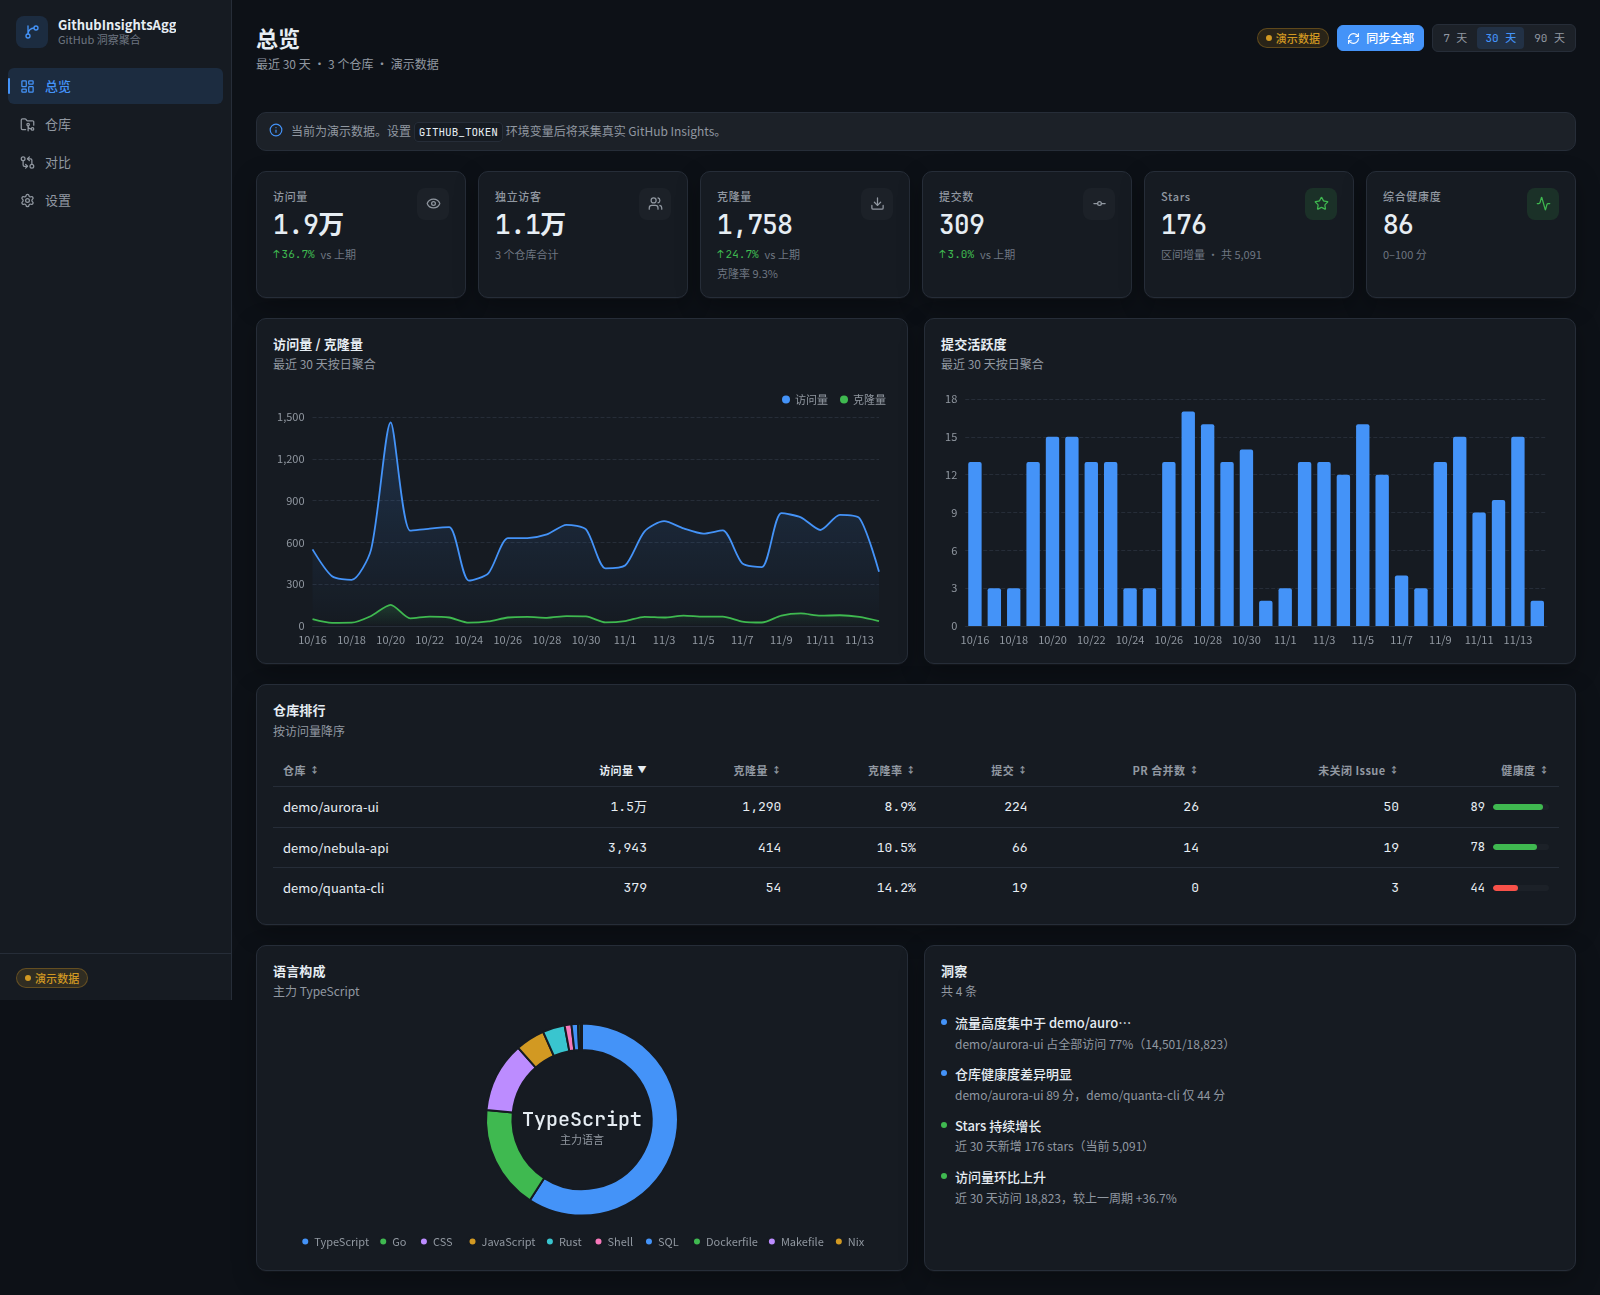 GithubInsightsAgg
GitHub 洞察聚合
总览
仓库
对比
设置
演示数据
总览
最近 30 天 · 3 个仓库 · 演示数据
演示数据
同步全部
7 天
30 天
90 天
当前为演示数据。设置 GITHUB_TOKEN 环境变量后将采集真实 GitHub Insights。
访问量
1.9万
↑36.7% vs 上期
独立访客
1.1万
3 个仓库合计
克隆量
1,758
↑24.7% vs 上期
克隆率 9.3%
提交数
309
↑3.0% vs 上期
Stars
176
区间增量 · 共 5,091
综合健康度
86
0–100 分
访问量 / 克隆量
最近 30 天按日聚合
访问量 克隆量
1,500
1,200
900
600
300
0
10/16 10/18 10/20 10/22 10/24 10/26 10/28 10/30 11/1 11/3 11/5 11/7 11/9 11/11 11/13
提交活跃度
最近 30 天按日聚合
18
15
12
9
6
3
0
10/16 10/18 10/20 10/22 10/24 10/26 10/28 10/30 11/1 11/3 11/5 11/7 11/9 11/11 11/13
仓库排行
按访问量降序
仓库 ↕ 访问量 ▼ 克隆量 ↕ 克隆率 ↕ 提交 ↕ PR 合并数 ↕ 未关闭 Issue ↕ 健康度 ↕
demo/aurora-ui 1.5万 1,290 8.9% 224 26 50 89
demo/nebula-api 3,943 414 10.5% 66 14 19 78
demo/quanta-cli 379 54 14.2% 19 0 3 44
语言构成
主力 TypeScript
TypeScript
主力语言
TypeScript Go CSS JavaScript Rust Shell SQL Dockerfile Makefile Nix
洞察
共 4 条
流量高度集中于 demo/auro…
demo/aurora-ui 占全部访问 77%（14,501/18,823）
仓库健康度差异明显
demo/aurora-ui 89 分，demo/quanta-cli 仅 44 分
Stars 持续增长
近 30 天新增 176 stars（当前 5,091）
访问量环比上升
近 30 天访问 18,823，较上一周期 +36.7%